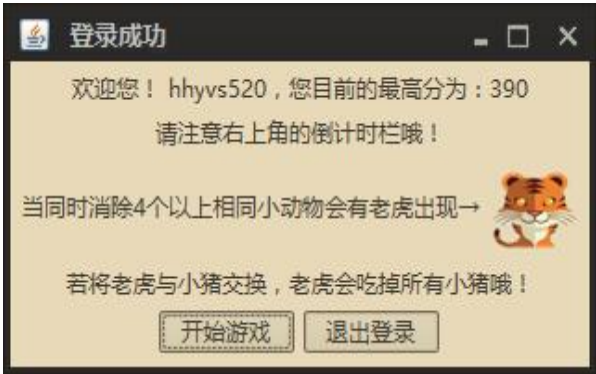 登录成功
欢迎您！ hhyvs520，您目前的最高分为：390
请注意右上角的倒计时栏哦！
当同时消除4个以上相同小动物会有老虎出现→
若将老虎与小猪交换，老虎会吃掉所有小猪哦！
开始游戏 退出登录